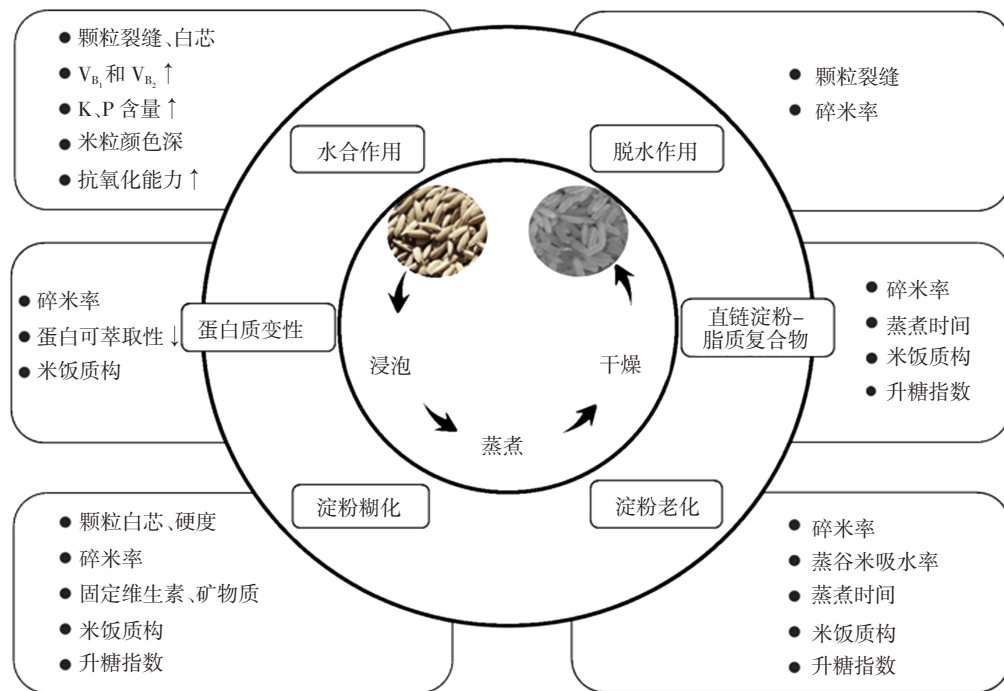 ● 颗粒裂缝、白芯
● V_{B_1} 和 V_{B_2} ↑
● K、P 含量 ↑
● 米粒颜色深
● 抗氧化能力 ↑
水合作用
脱水作用
● 颗粒裂缝
● 碎米率
● 碎米率
● 蛋白可萃取性 ↓
● 米饭质构
蛋白质变性
直链淀粉-
脂质复合物
● 碎米率
● 蒸煮时间
● 米饭质构
● 升糖指数
浸泡
干燥
蒸煮
淀粉糊化
淀粉老化
● 颗粒白芯、硬度
● 碎米率
● 固定维生素、矿物质
● 米饭质构
● 升糖指数
● 碎米率
● 蒸谷米吸水率
● 蒸煮时间
● 米饭质构
● 升糖指数